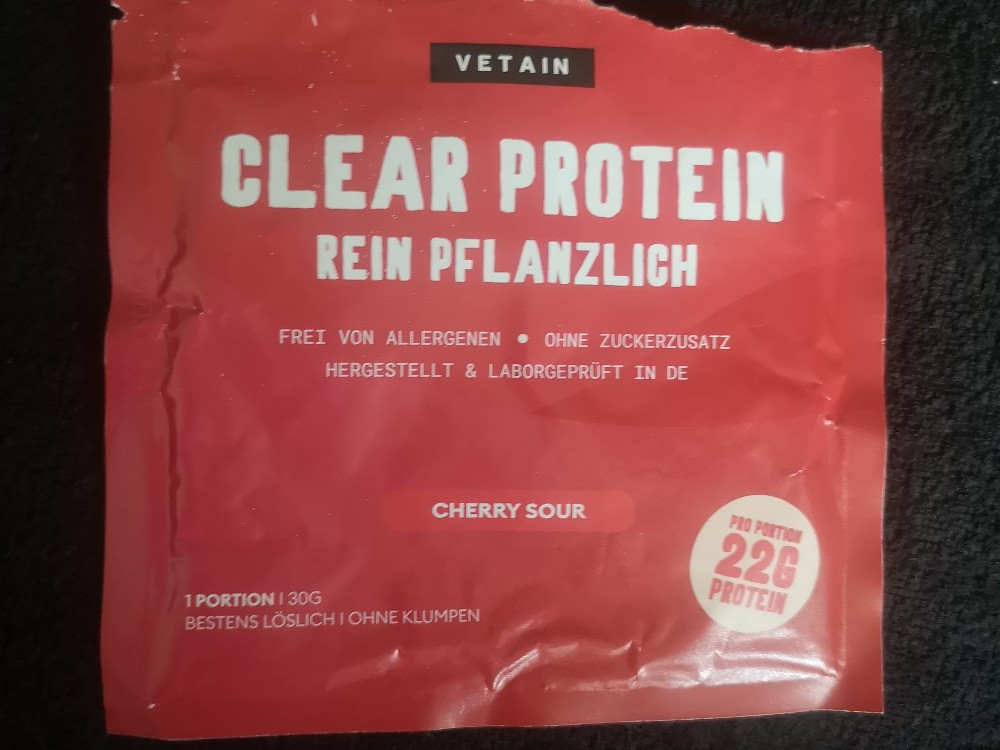 VETAIN
CLEAR PROTEIN
REIN PFLANZLICH
FREI VON ALLERGENEN • OHNE ZUCKERZUSATZ
HERGESTELLT & LABORGEPRÜFT IN DE
CHERRY SOUR
PRO PORTION
22G
PROTEIN
1 PORTION | 30G
BESTENS LÖSLICH | OHNE KLUMPEN